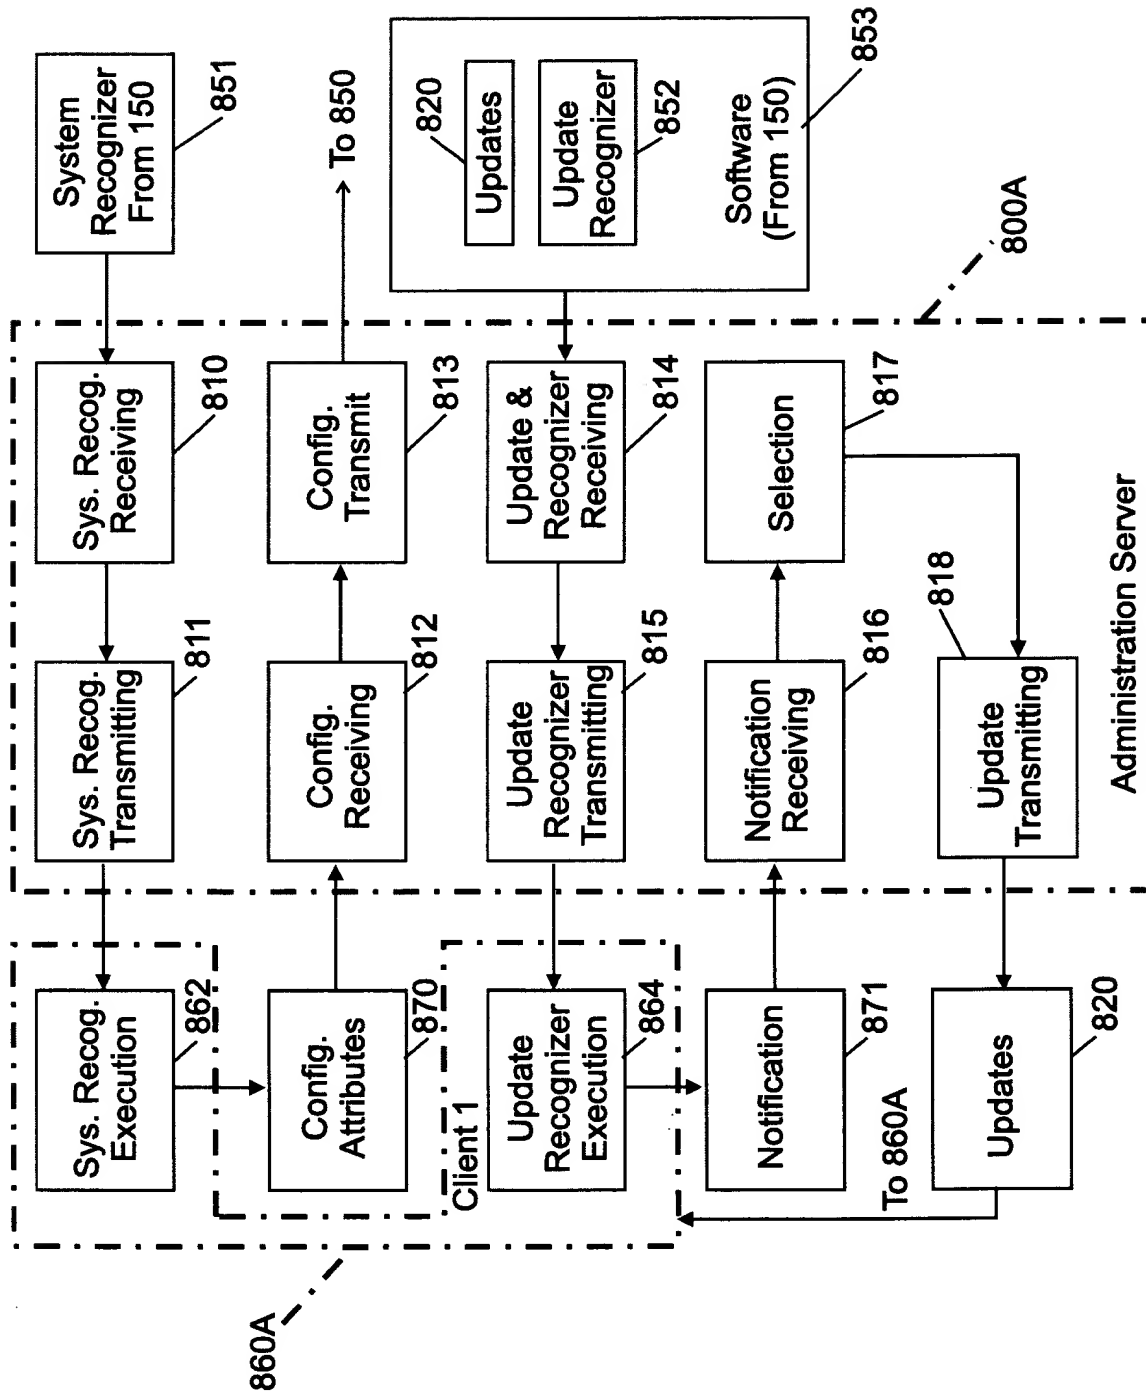 System
Recognizer
From 150
851
Sys. Recog.
Receiving
810
Sys. Recog.
Transmitting
811
Sys. Recog.
Execution
862
Config.
Attributes
870
Config.
Receiving
812
Config.
Transmit
813
To 850
820
Updates
Update
Recognizer
852
Software
(From 150)
853
Update &
Recognizer
Receiving
814
Update
Recognizer
Transmitting
815
Client 1
Update
Recognizer
Execution
864
Notification
871
Notification
Receiving
816
Selection
817
818
Update
Transmitting
To 860A
Updates
820
Administration Server
800A
860A